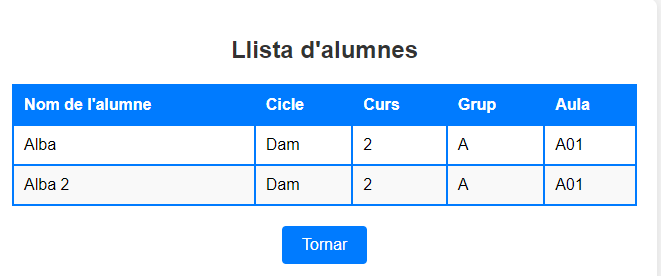 Llista d'alumnes
Nom de l'alumne Cicle Curs Grup Aula
Alba Dam 2 A A01
Alba 2 Dam 2 A A01
Tornar